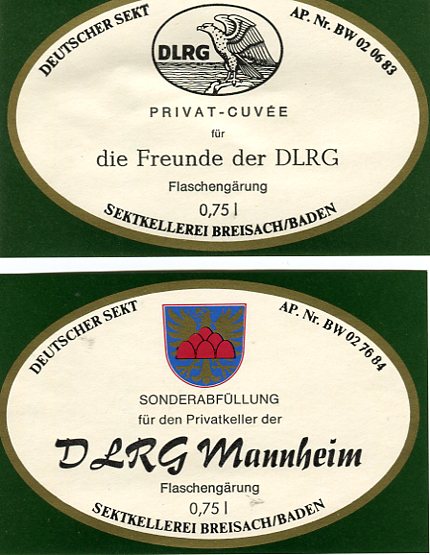 DEUTSCHER SEKT
AP. Nr. BW 02 06 83
DLRG
PRIVAT-CUVÉE
für
die Freunde der DLRG
Flaschengärung
0,75 l
SEKTKELLEREI BREISACH/BADEN
DEUTSCHER SEKT
AP. Nr. BW 02 76 84
SONDERABFÜLLUNG
für den Privatkeller der
DLRG Mannheim
Flaschengärung
0,75 l
SEKTKELLEREI BREISACH/BADEN